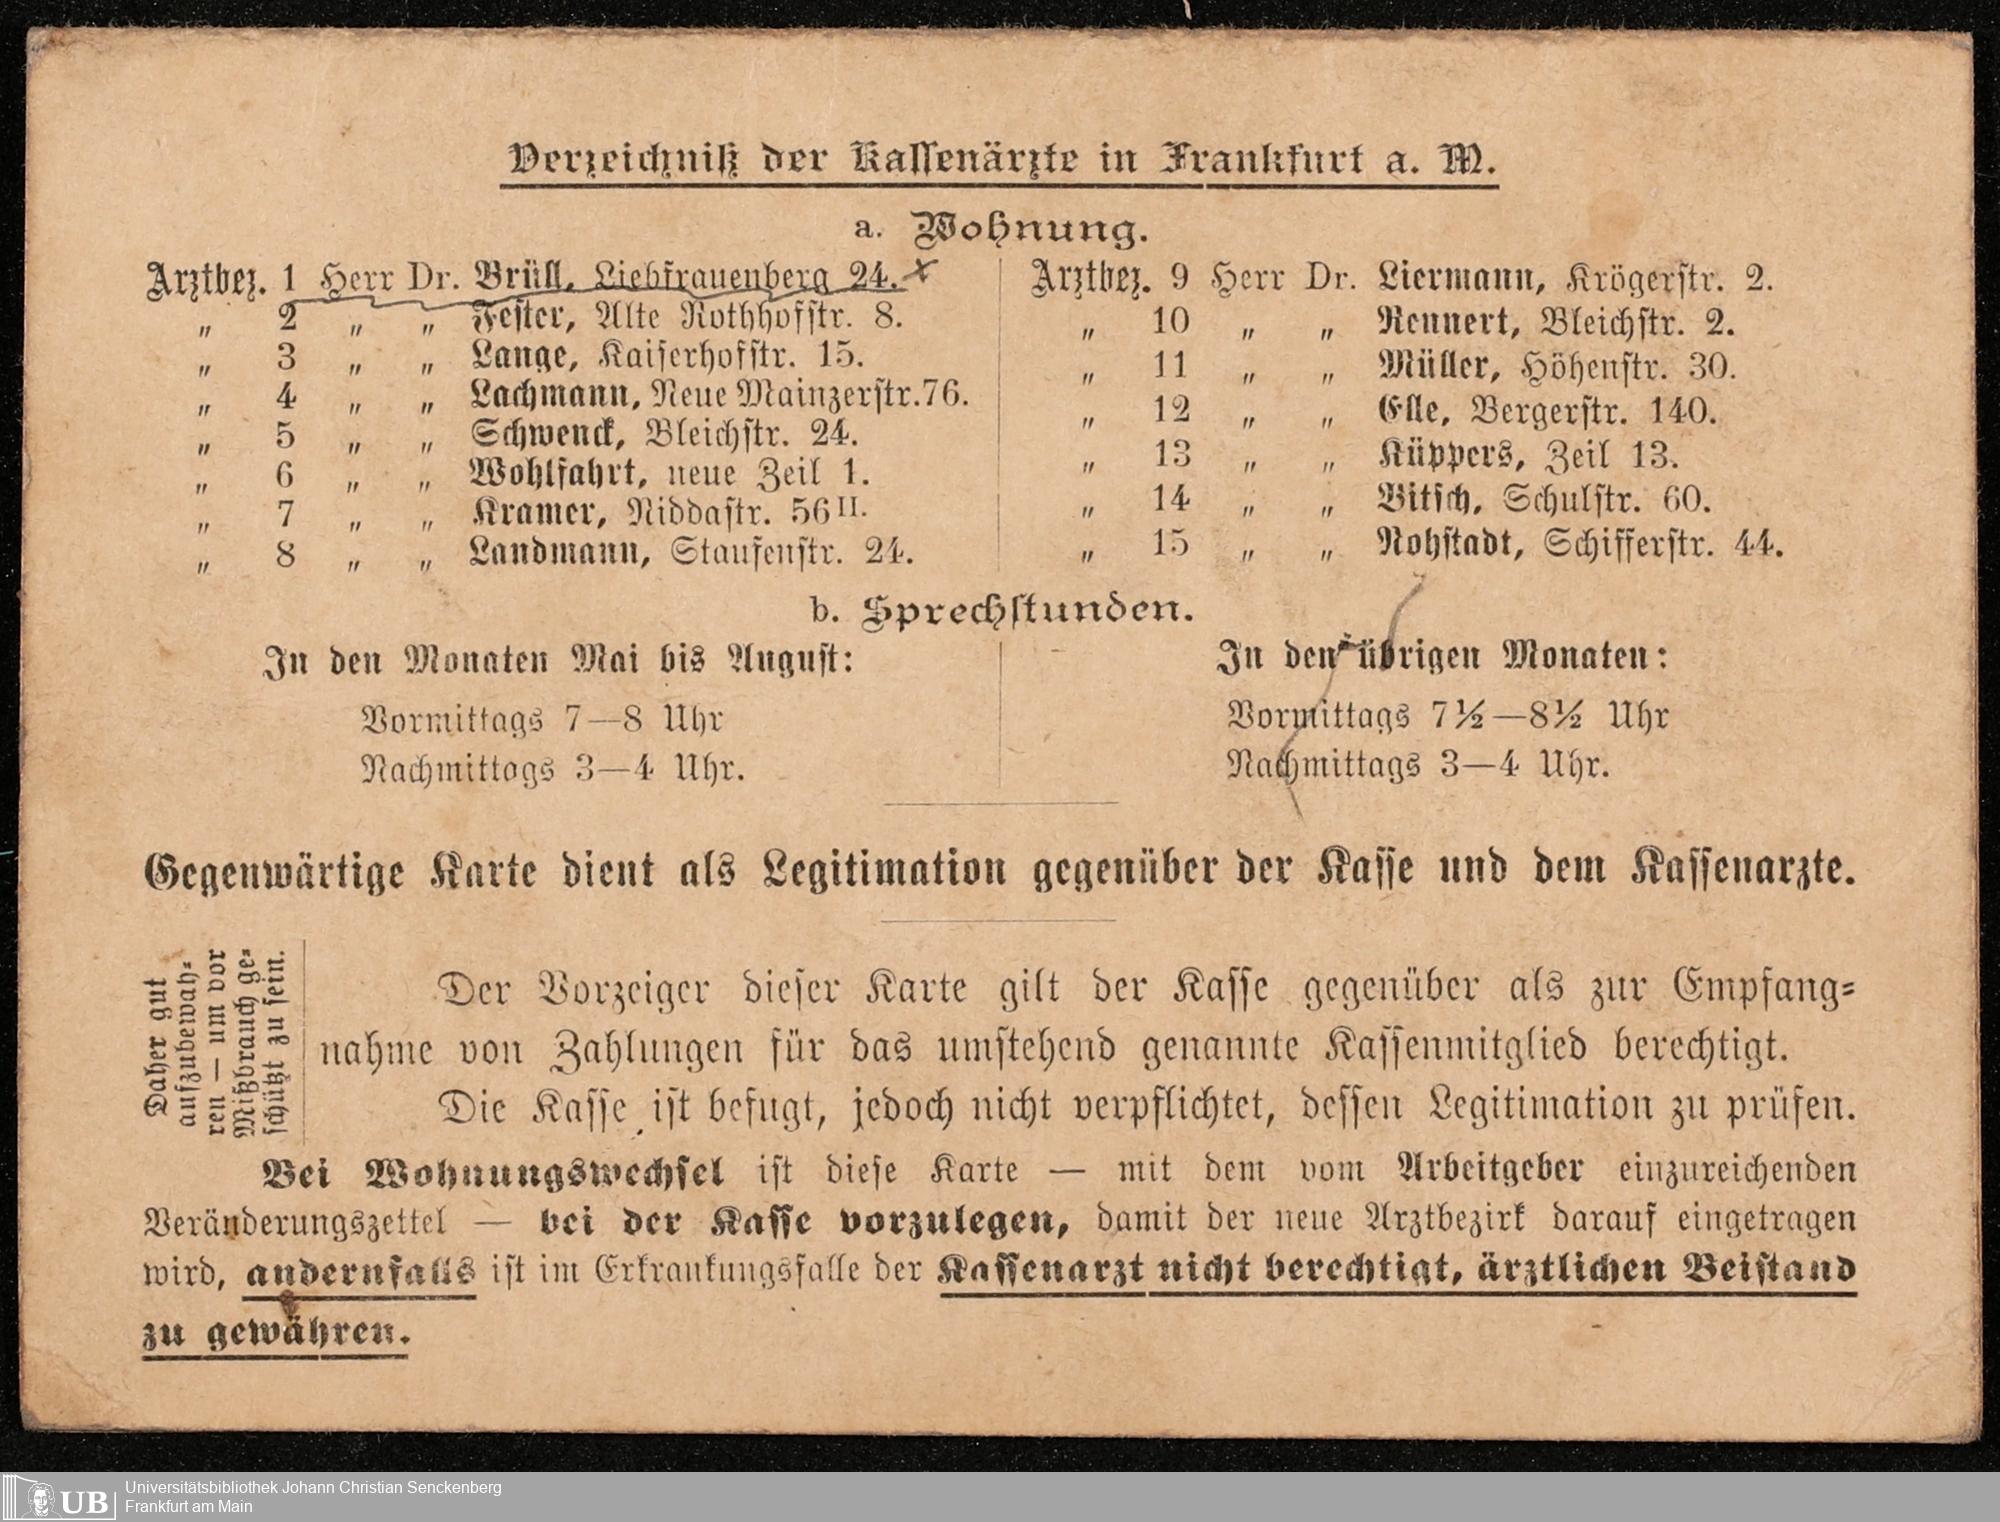 Verzeichniß der Kassenärzte in Frankfurt a. M.
a. Wohnung.
Arztbez. 1 Herr Dr. Brüll, Liebfrauenberg 24. x
„ 2 „ „ Fester, Alte Rothhofstr. 8.
„ 3 „ „ Lange, Kaiserhofstr. 15.
„ 4 „ „ Lachmann, Neue Mainzerstr. 76.
„ 5 „ „ Schwenck, Bleichstr. 24.
„ 6 „ „ Wohlfahrt, neue Zeil 1.
„ 7 „ „ Kramer, Niddastr. 56 II.
„ 8 „ „ Landmann, Staufenstr. 24.
Arztbez. 9 Herr Dr. Liermann, Krögerstr. 2.
„ 10 „ „ Rennert, Bleichstr. 2.
„ 11 „ „ Müller, Höhenstr. 30.
„ 12 „ „ Elle, Bergerstr. 140.
„ 13 „ „ Küppers, Zeil 13.
„ 14 „ „ Bitsch, Schulstr. 60.
„ 15 „ „ Rohstadt, Schifferstr. 44.
b. Sprechstunden.
In den Monaten Mai bis August:
Vormittags 7—8 Uhr
Nachmittags 3—4 Uhr.
In den übrigen Monaten:
Vormittags 7½—8½ Uhr
Nachmittags 3—4 Uhr.
Gegenwärtige Karte dient als Legitimation gegenüber der Kasse und dem Kassenarzte.
Daher gut
aufzubewah-
ren — um vor
Mißbrauch ge-
schützt zu sein.
Der Vorzeiger dieser Karte gilt der Kasse gegenüber als zur Empfang-
nahme von Zahlungen für das umstehend genannte Kassenmitglied berechtigt.
Die Kasse ist befugt, jedoch nicht verpflichtet, dessen Legitimation zu prüfen.
Bei Wohnungswechsel ist diese Karte — mit dem vom Arbeitgeber einzureichenden
Veränderungszettel — bei der Kasse vorzulegen, damit der neue Arztbezirk darauf eingetragen
wird, andernfalls ist im Erkrankungsfalle der Kassenarzt nicht berechtigt, ärztlichen Beistand
zu gewähren.
UB Universitätsbibliothek Johann Christian Senckenberg
Frankfurt am Main